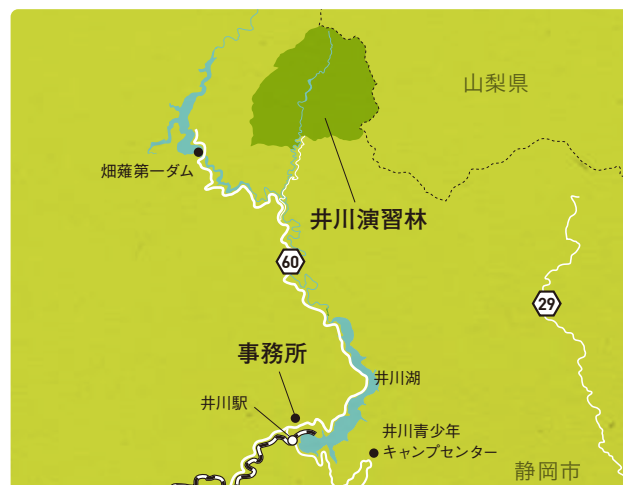 山梨県
畑薙第一ダム
井川演習林
60
29
事務所
井川湖
井川駅
井川青少年
キャンプセンター
静岡市